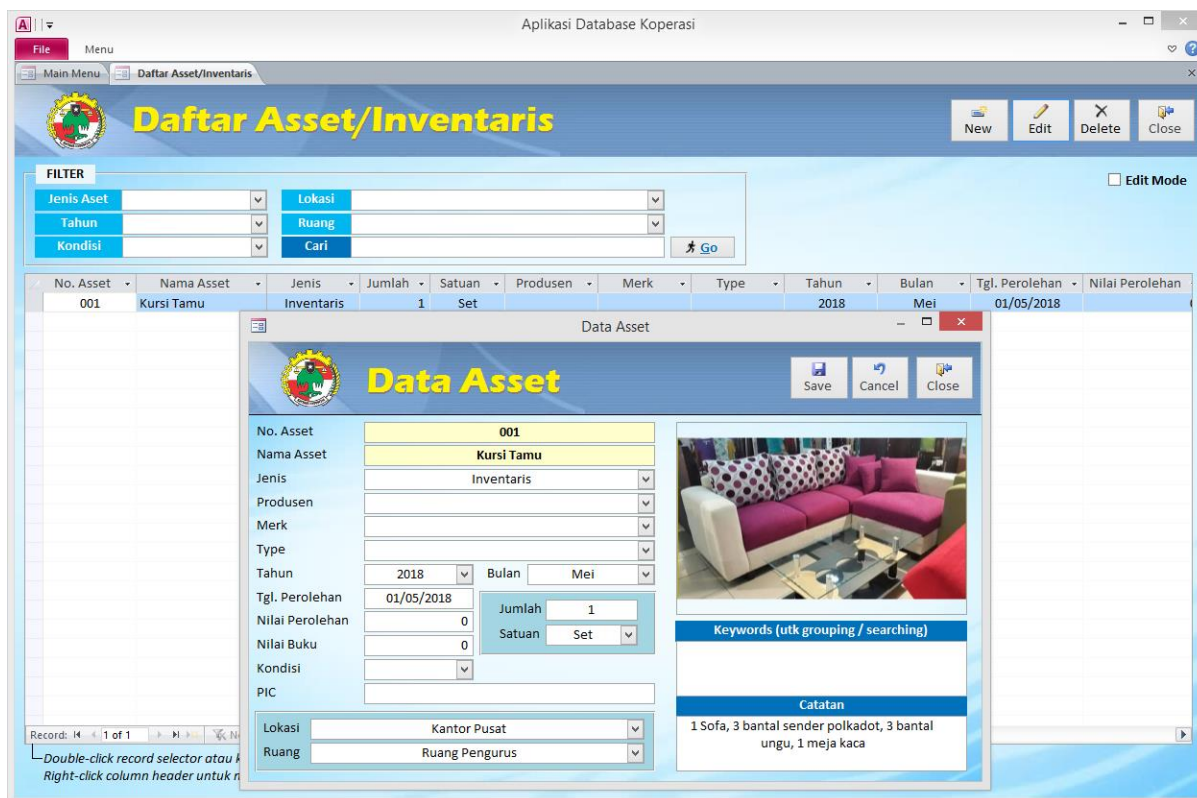 Aplikasi Database Koperasi
File Menu
Main Menu Daftar Asset/Inventaris
Daftar Asset/Inventaris
New Edit Delete Close
FILTER
Edit Mode
Jenis Aset Lokasi
Tahun Ruang
Kondisi Cari Go
No. Asset Nama Asset Jenis Jumlah Satuan Produsen Merk Type Tahun Bulan Tgl. Perolehan Nilai Perolehan
001 Kursi Tamu Inventaris 1 Set 2018 Mei 01/05/2018
Data Asset
Data Asset
Save Cancel Close
No. Asset 001
Nama Asset Kursi Tamu
Jenis Inventaris
Produsen
Merk
Type
Tahun 2018 Bulan Mei
Tgl. Perolehan 01/05/2018
Jumlah 1
Nilai Perolehan 0
Satuan Set
Nilai Buku 0
Kondisi
PIC
Lokasi Kantor Pusat
Ruang Ruang Pengurus
Keywords (utk grouping / searching)
Catatan
1 Sofa, 3 bantal sender polkadot, 3 bantal
ungu, 1 meja kaca
Record: 1 of 1
Double-click record selector atau
Right-click column header untuk